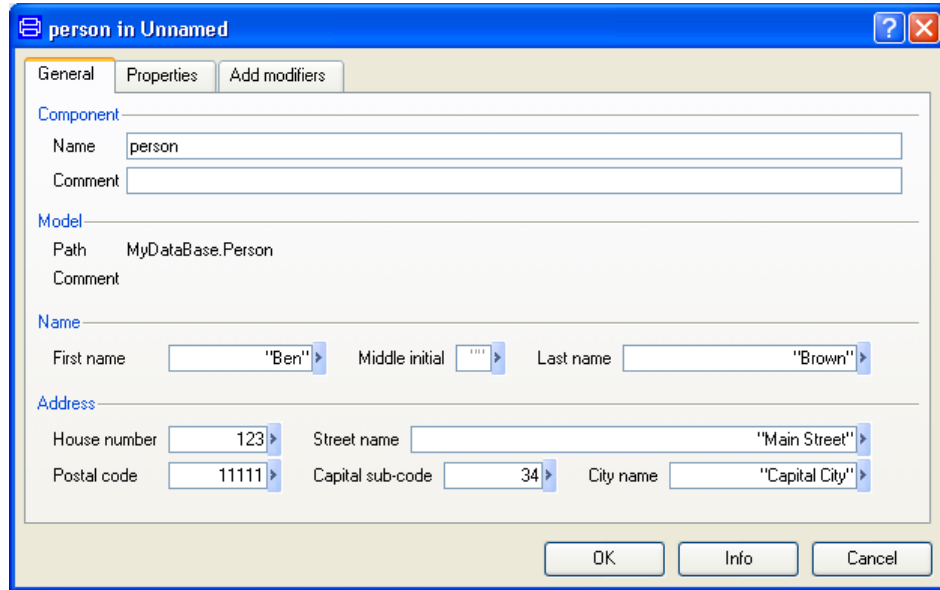 person in Unnamed
General Properties Add modifiers
Component
Name person
Comment
Model
Path MyDataBase.Person
Comment
Name
First name "Ben" Middle initial "" Last name "Brown"
Address
House number 123 Street name "Main Street"
Postal code 11111 Capital sub-code 34 City name "Capital City"
OK Info Cancel